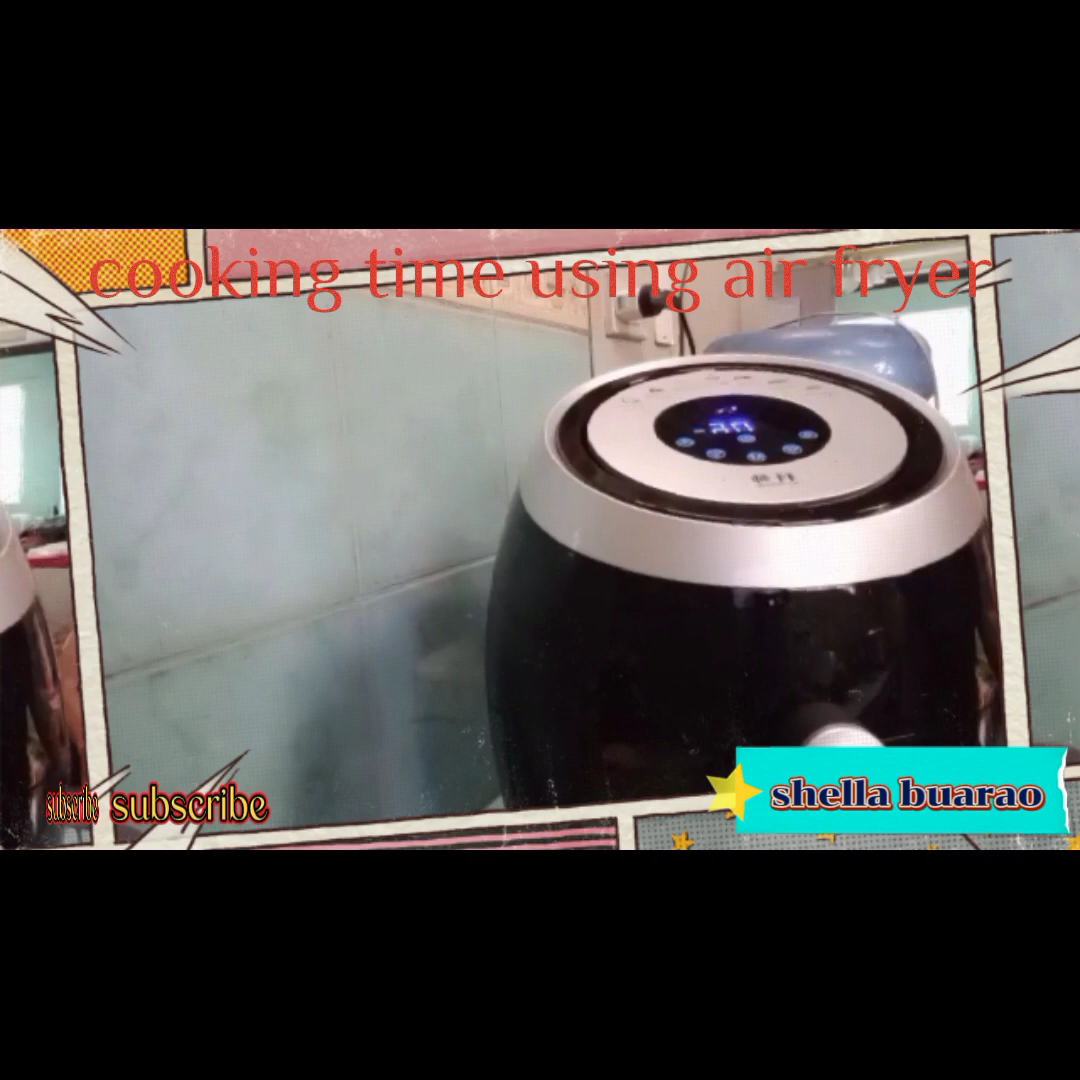 cooking time using air fryer
subscribe subscribe
shella buarao